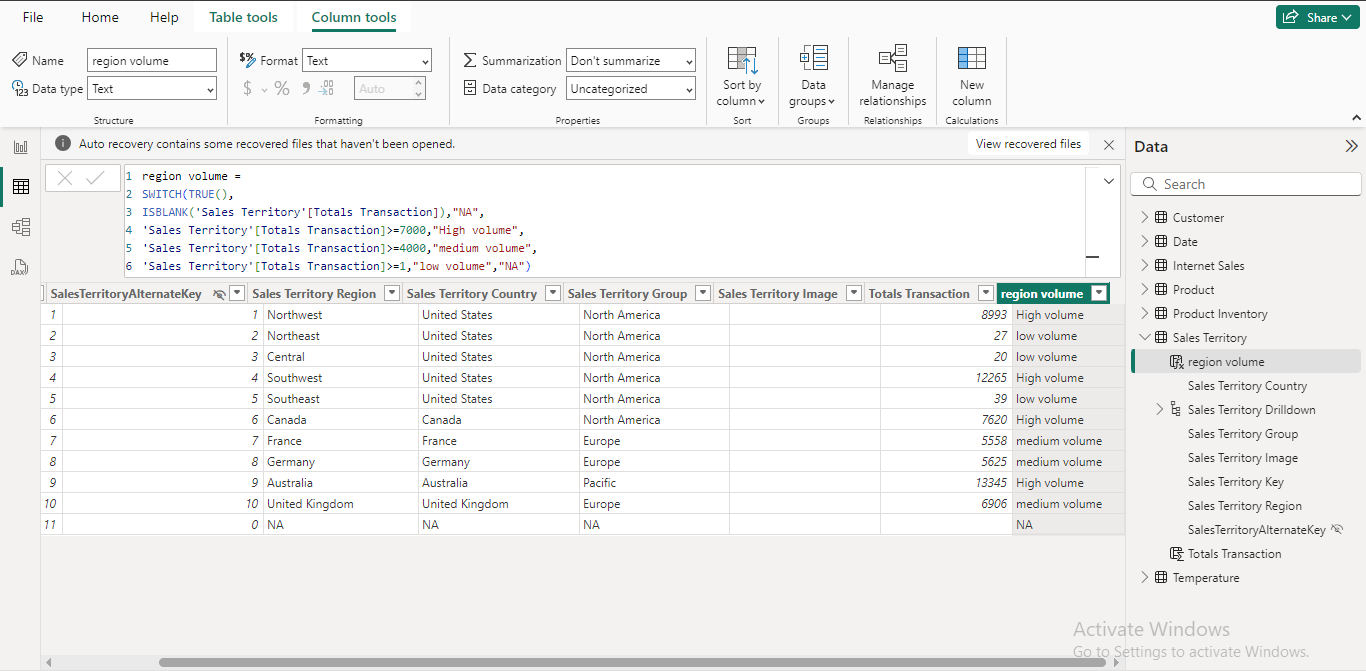 File Home Help Table tools Column tools Share
Name region volume $% Format Text Summarization Don't summarize
Data type Text $ % 9 .00 Auto Data category Uncategorized
Sort by column Data groups Manage relationships New column
Structure Formatting Properties Sort Groups Relationships Calculations
Auto recovery contains some recovered files that haven't been opened. View recovered files
Data
Search
1 region volume =
2 SWITCH(TRUE(),
3 ISBLANK('Sales Territory'[Totals Transaction]),"NA",
4 'Sales Territory'[Totals Transaction]>=7000,"High volume",
5 'Sales Territory'[Totals Transaction]>=4000,"medium volume",
6 'Sales Territory'[Totals Transaction]>=1,"low volume","NA")
SalesTerritoryAlternateKey Sales Territory Region Sales Territory Country Sales Territory Group Sales Territory Image Totals Transaction region volume
1 1 Northwest United States North America 8993 High volume
2 2 Northeast United States North America 27 low volume
3 3 Central United States North America 20 low volume
4 4 Southwest United States North America 12265 High volume
5 5 Southeast United States North America 39 low volume
6 6 Canada Canada North America 7620 High volume
7 7 France France Europe 5558 medium volume
8 8 Germany Germany Europe 5625 medium volume
9 9 Australia Australia Pacific 13345 High volume
10 10 United Kingdom United Kingdom Europe 6906 medium volume
11 0 NA NA NA NA
Customer
Date
Internet Sales
Product
Product Inventory
Sales Territory
region volume
Sales Territory Country
Sales Territory Drilldown
Sales Territory Group
Sales Territory Image
Sales Territory Key
Sales Territory Region
SalesTerritoryAlternateKey
Totals Transaction
Temperature
Activate Windows
Go to Settings to activate Windows.